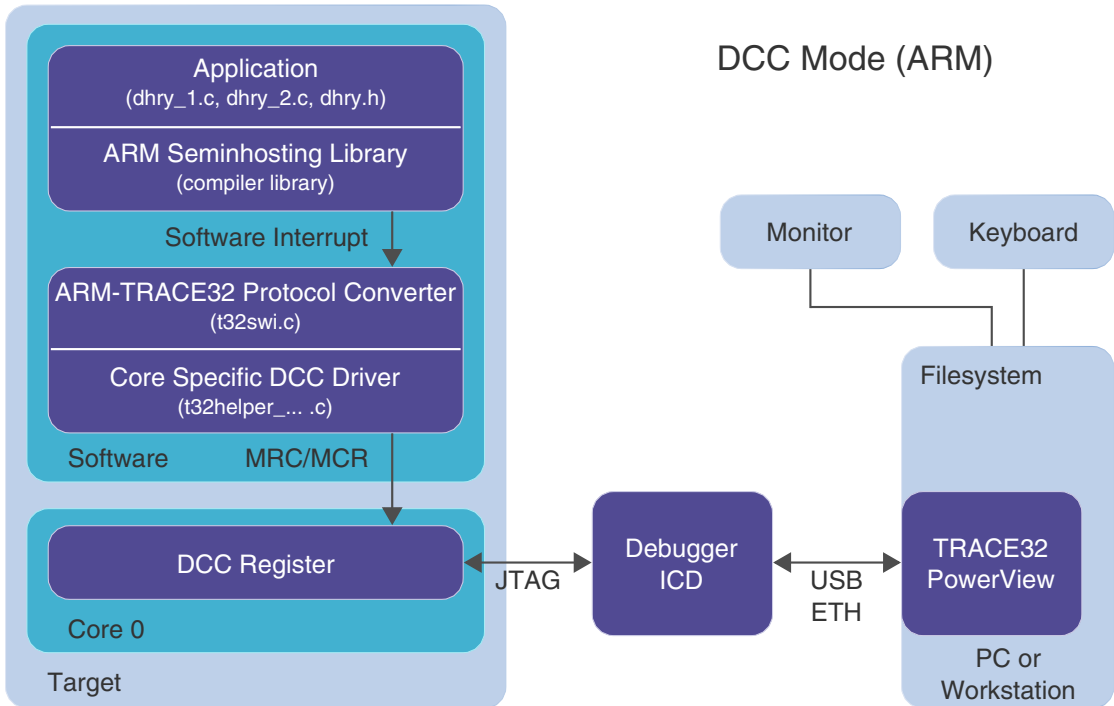 DCC Mode (ARM)
Application
(dhry_1.c, dhry_2.c, dhry.h)
ARM Seminhosting Library
(compiler library)
Software Interrupt
Monitor
Keyboard
ARM-TRACE32 Protocol Converter
(t32swi.c)
Core Specific DCC Driver
(t32helper_... .c)
Filesystem
Software
MRC/MCR
DCC Register
JTAG
Debugger
ICD
USB
ETH
TRACE32
PowerView
Core 0
Target
PC or
Workstation